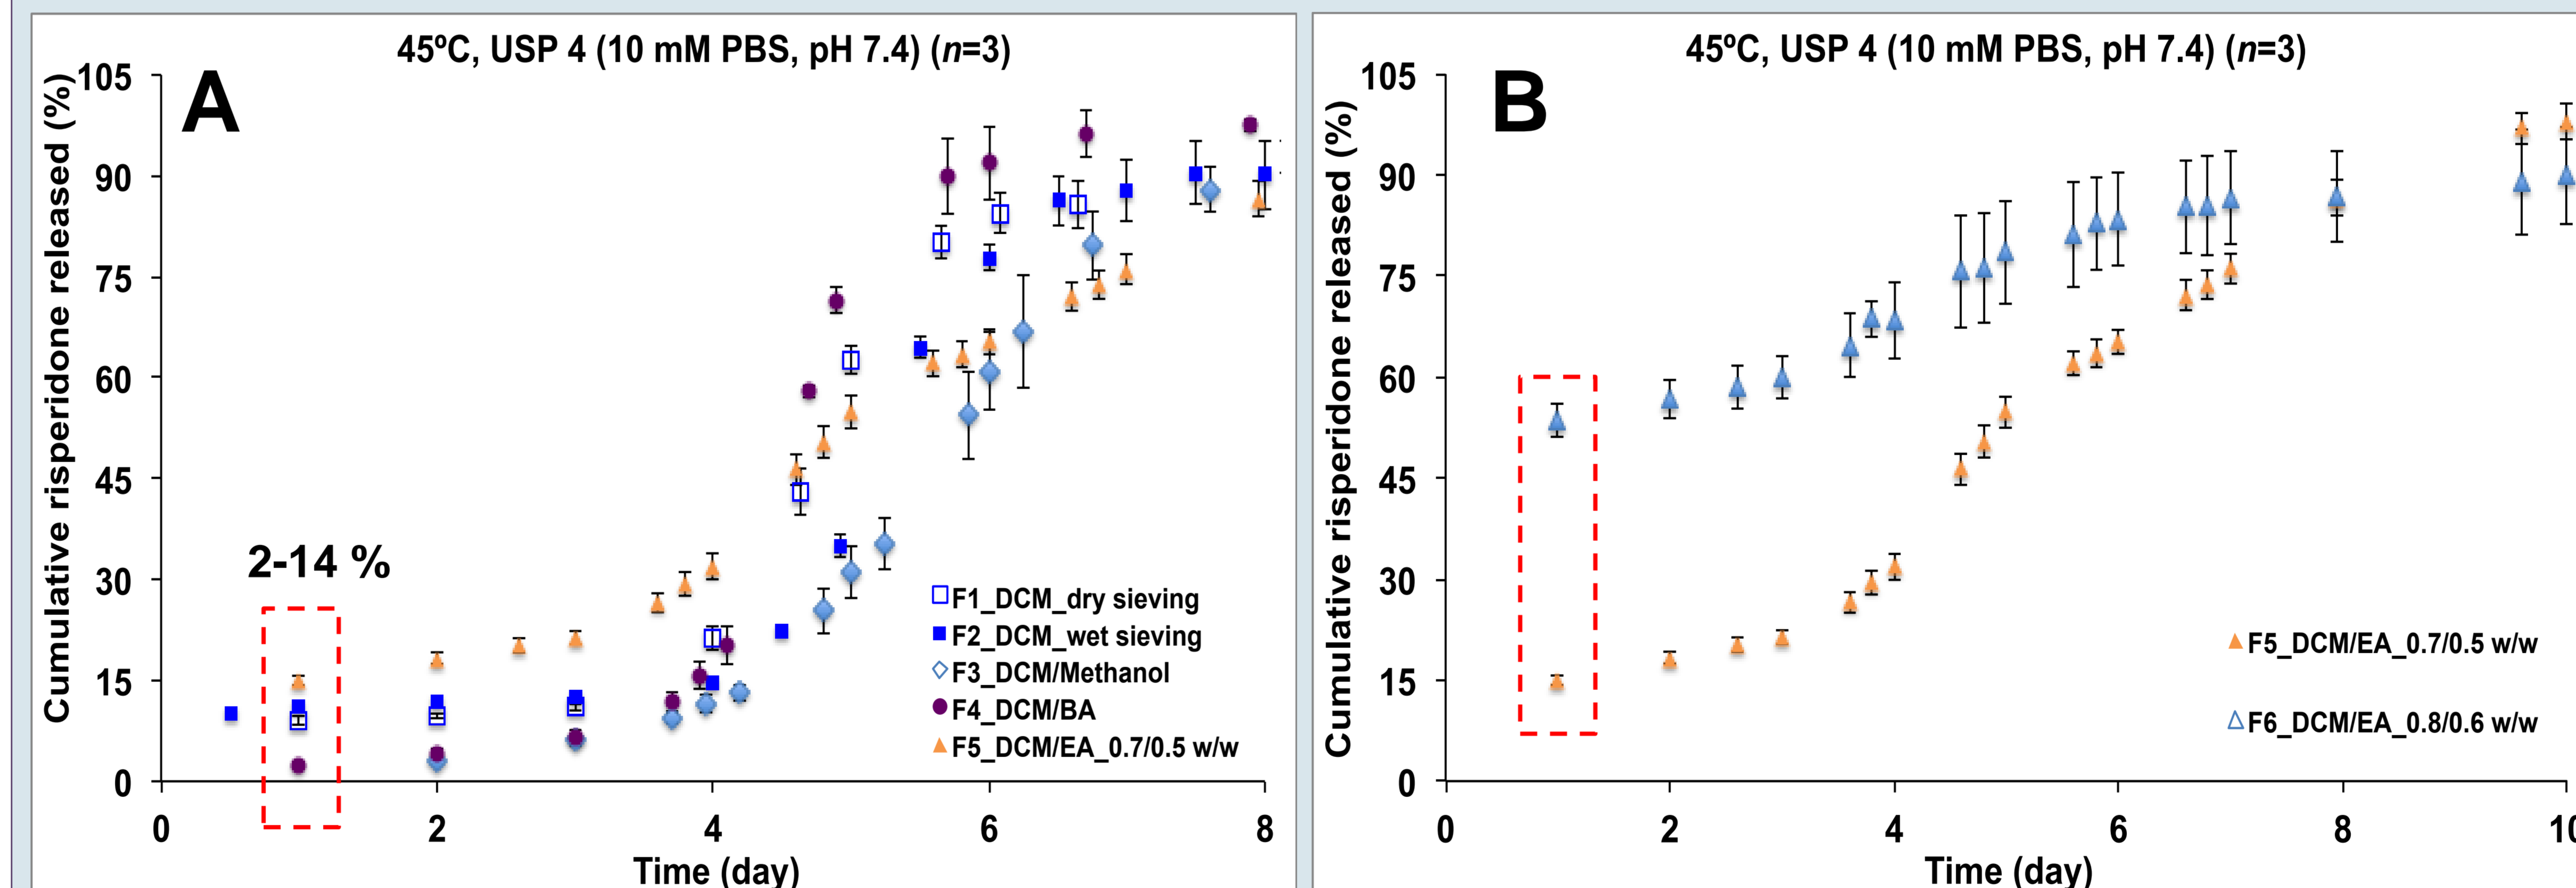 45ºC, USP 4 (10 mM PBS, pH 7.4) (n=3)
A
Cumulative risperidone released (%)
105
90
75
60
45
30
15
0
2-14 %
F1_DCM_dry sieving
F2_DCM_wet sieving
F3_DCM/Methanol
F4_DCM/BA
F5_DCM/EA_0.7/0.5 w/w
0 2 4 6 8
Time (day)
45ºC, USP 4 (10 mM PBS, pH 7.4) (n=3)
B
Cumulative risperidone released (%)
105
90
75
60
45
30
15
0
F5_DCM/EA_0.7/0.5 w/w
F6_DCM/EA_0.8/0.6 w/w
0 2 4 6 8 10
Time (day)